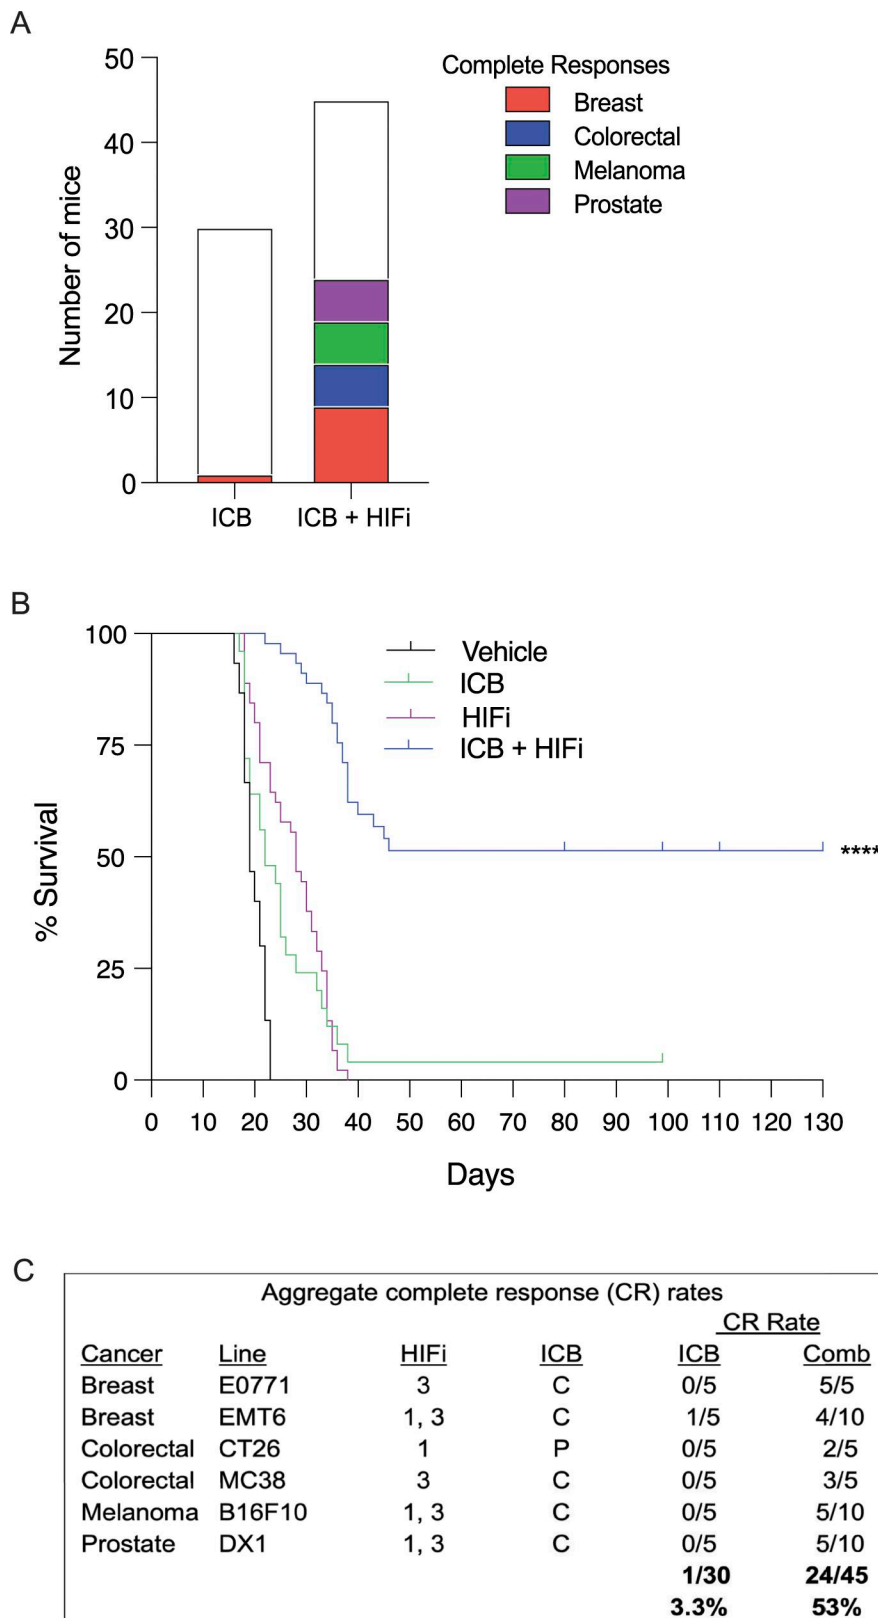 A
50
40
30
20
10
0
Number of mice
ICB
ICB + HIFi
Complete Responses
Breast
Colorectal
Melanoma
Prostate
B
100
75
50
25
0
% Survival
Vehicle
ICB
HIFi
ICB + HIFi
****
0 10 20 30 40 50 60 70 80 90 100 110 120 130
Days
C
Aggregate complete response (CR) rates
CR Rate
Cancer Line HIFi ICB ICB Comb
Breast E0771 3 C 0/5 5/5
Breast EMT6 1, 3 C 1/5 4/10
Colorectal CT26 1 P 0/5 2/5
Colorectal MC38 3 C 0/5 3/5
Melanoma B16F10 1, 3 C 0/5 5/10
Prostate DX1 1, 3 C 0/5 5/10
1/30 24/45
3.3% 53%